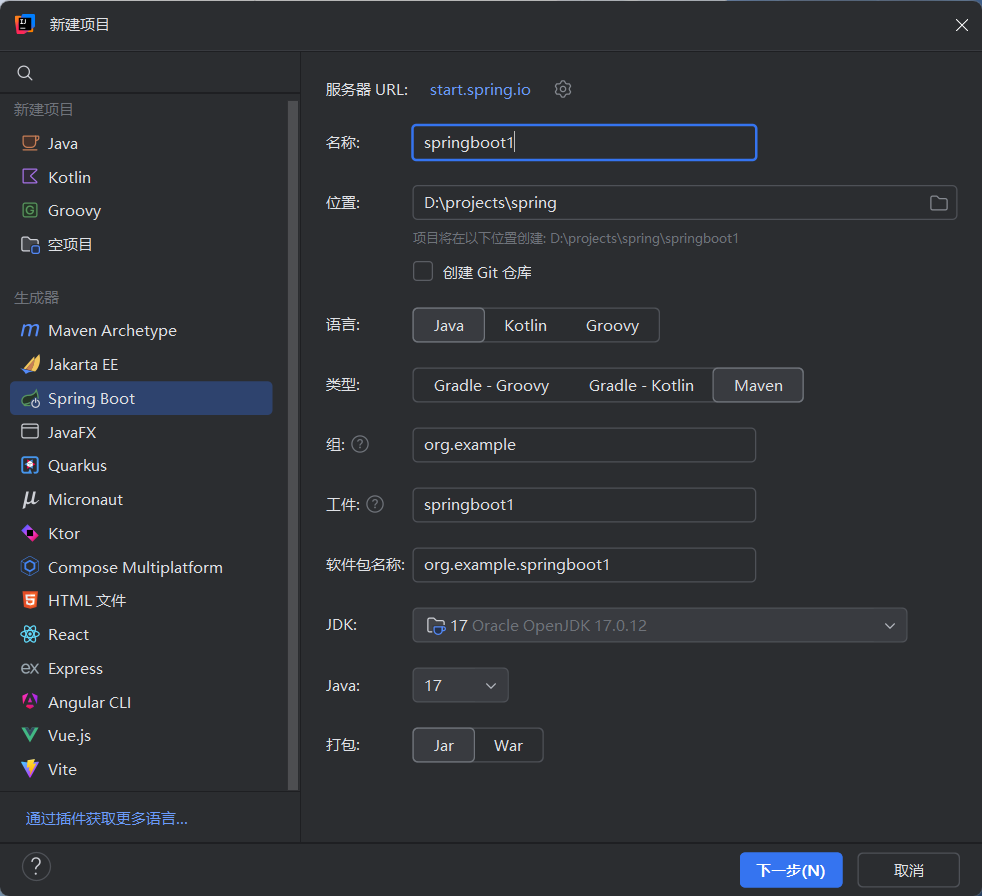 新建项目
新建项目
Java
Kotlin
Groovy
空项目
生成器
Maven Archetype
Jakarta EE
Spring Boot
JavaFX
Quarkus
Micronaut
Ktor
Compose Multiplatform
HTML 文件
React
Express
Angular CLI
Vue.js
Vite
通过插件获取更多语言...
服务器 URL: start.spring.io
名称: springboot1
位置: D:\projects\spring
项目将在以下位置创建: D:\projects\spring\springboot1
创建 Git 仓库
语言: Java Kotlin Groovy
类型: Gradle - Groovy Gradle - Kotlin Maven
组: org.example
工件: springboot1
软件包名称: org.example.springboot1
JDK: 17 Oracle OpenJDK 17.0.12
Java: 17
打包: Jar War
下一步(N) 取消